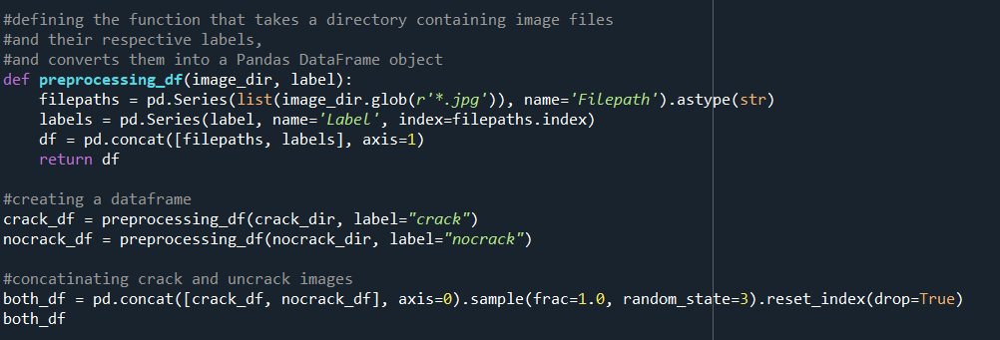 #defining the function that takes a directory containing image files
#and their respective labels,
#and converts them into a Pandas DataFrame object
def preprocessing_df(image_dir, label):
    filepaths = pd.Series(list(image_dir.glob(r'*.jpg')), name='Filepath').astype(str)
    labels = pd.Series(label, name='Label', index=filepaths.index)
    df = pd.concat([filepaths, labels], axis=1)
    return df

#creating a dataframe
crack_df = preprocessing_df(crack_dir, label="crack")
nocrack_df = preprocessing_df(nocrack_dir, label="nocrack")

#concatinating crack and uncrack images
both_df = pd.concat([crack_df, nocrack_df], axis=0).sample(frac=1.0, random_state=3).reset_index(drop=True)
both_df